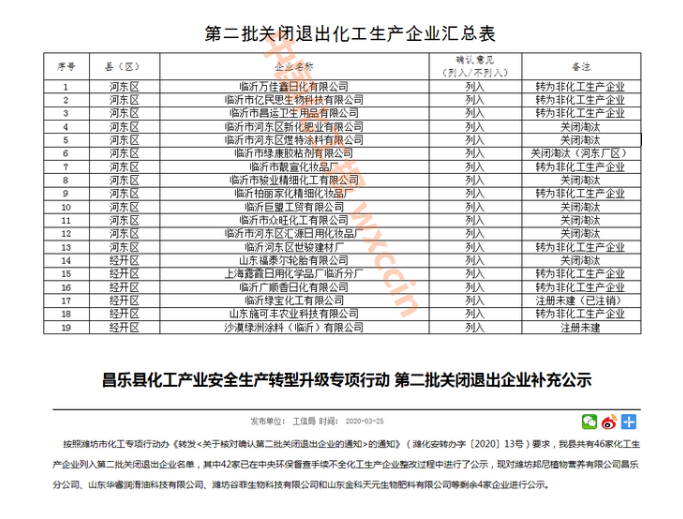 第二批关闭退出化工生产企业汇总表
序号 县（区） 企业名称 确认意见（列入/不列入） 备注
1 河东区 临沂万佳鑫日化有限公司 列入 转为非化工生产企业
2 河东区 临沂市亿民思生物科技有限公司 列入 转为非化工生产企业
3 河东区 临沂市昌运卫生用品有限公司 列入 转为非化工生产企业
4 河东区 临沂市河东区新化肥业有限公司 列入 关闭淘汰
5 河东区 临沂市河东区煜特涂料有限公司 列入 关闭淘汰
6 河东区 临沂市绿康胶粘剂有限公司 列入 关闭淘汰（河东厂区）
7 河东区 临沂市靓宣化妆品厂 列入 转为非化工生产企业
8 河东区 临沂市骏业精细化工有限公司 列入 关闭淘汰
9 河东区 临沂柏丽家化精细化妆品厂 列入 转为非化工生产企业
10 河东区 临沂巨盟工贸有限公司 列入 关闭淘汰
11 河东区 临沂市众旺化工有限公司 列入 关闭淘汰
12 河东区 临沂市河东区汇源日用化妆品厂 列入 关闭淘汰
13 河东区 临沂河东区世骏建材厂 列入 转为非化工生产企业
14 经开区 山东福泰尔轮胎有限公司 列入 关闭淘汰
15 经开区 上海露霞日用化学品厂临沂分厂 列入 转为非化工生产企业
16 经开区 临沂广顺香日化有限公司 列入 转为非化工生产企业
17 经开区 临沂绿宝化工有限公司 列入 注册未建（已注销）
18 经开区 山东施可丰农业科技有限公司 列入 转为非化工生产企业
19 经开区 沙漠绿洲涂料（临沂）有限公司 列入 注册未建
wxccin
昌乐县化工产业安全生产转型升级专项行动 第二批关闭退出企业补充公示
发布单位： 工信局 时间： 2020-03-25
按照潍坊市化工专项行动办《转发<关于核对确认第二批关闭退出企业的通知>的通知》（潍化安转办字〔2020〕13号）要求，我县共有46家化工生
产企业列入第二批关闭退出企业名单，其中42家已在中央环保督查手续不全化工生产企业整改过程中进行了公示，现对潍坊邦尼植物营养有限公司昌乐
分公司、山东华睿润滑油科技有限公司、潍坊谷菲生物科技有限公司和山东金科天元生物肥料有限公司等剩余4家企业进行公示。